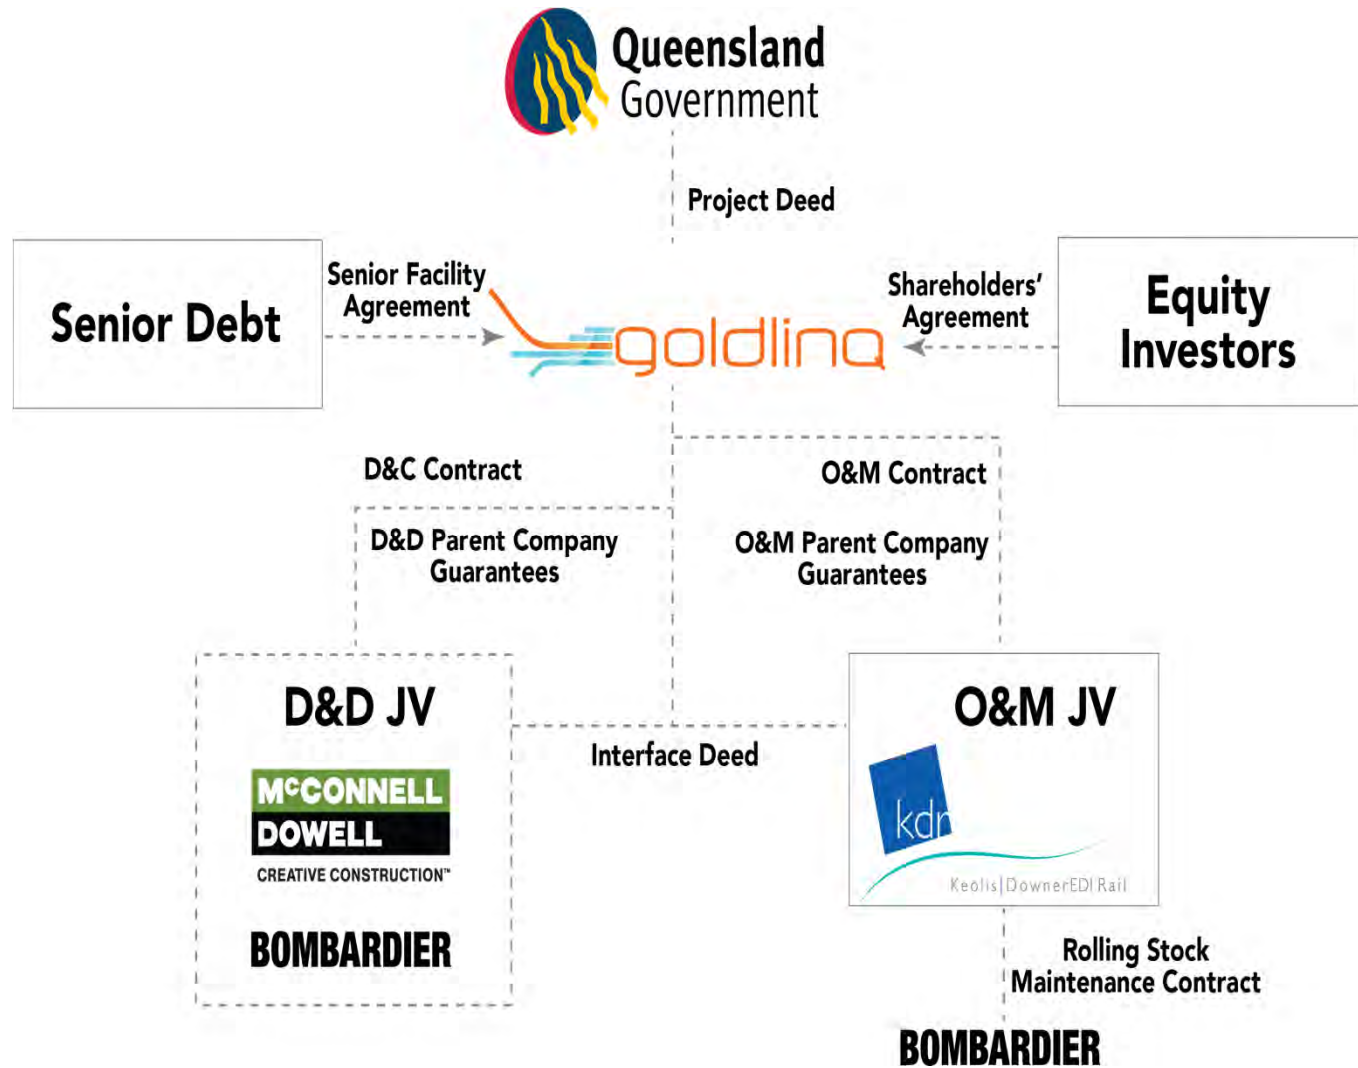 Queensland
Government
Project Deed
Senior Debt
Senior Facility
Agreement
goldlinQ
Shareholders'
Agreement
Equity
Investors
D&C Contract
O&M Contract
D&D Parent Company
Guarantees
O&M Parent Company
Guarantees
D&D JV
McCONNELL
DOWELL
CREATIVE CONSTRUCTION™
BOMBARDIER
Interface Deed
O&M JV
kdr
Keolis|DownerEDI Rail
Rolling Stock
Maintenance Contract
BOMBARDIER